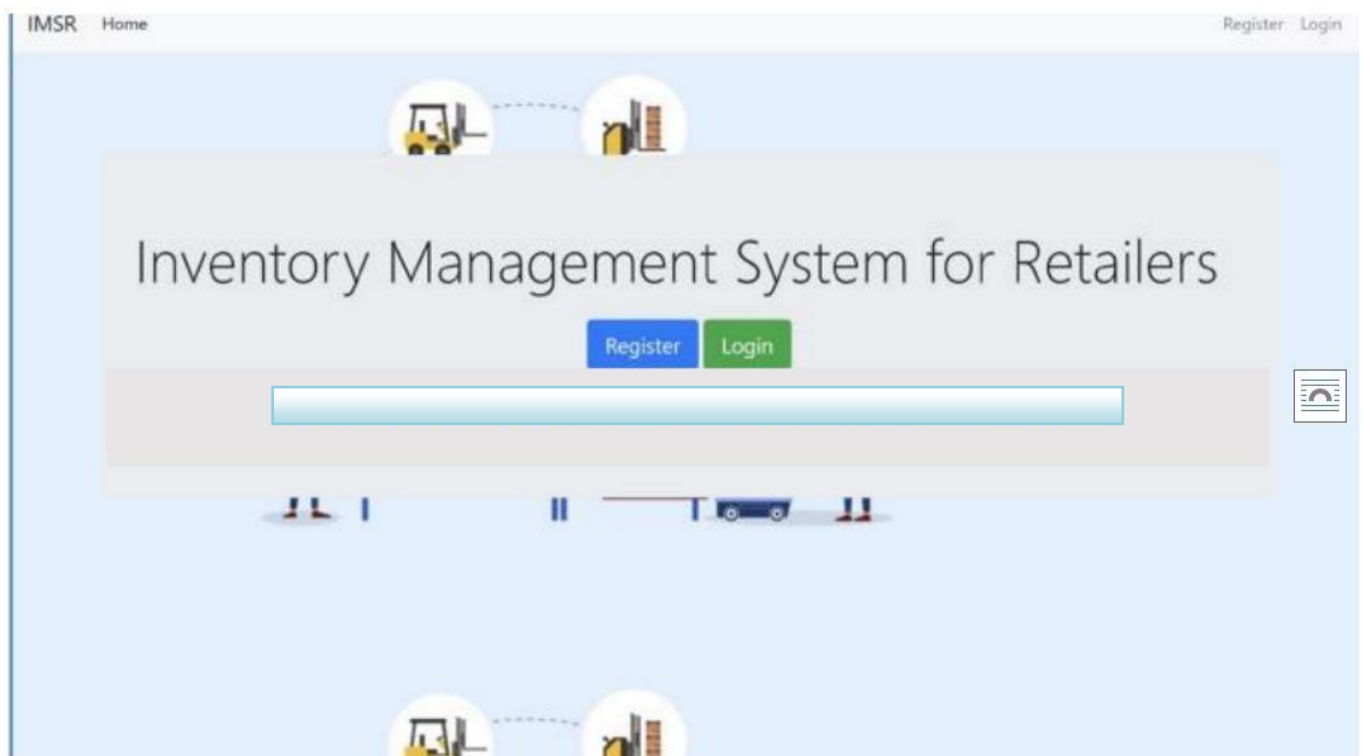 IMSR Home Register Login
Inventory Management System for Retailers
Register Login